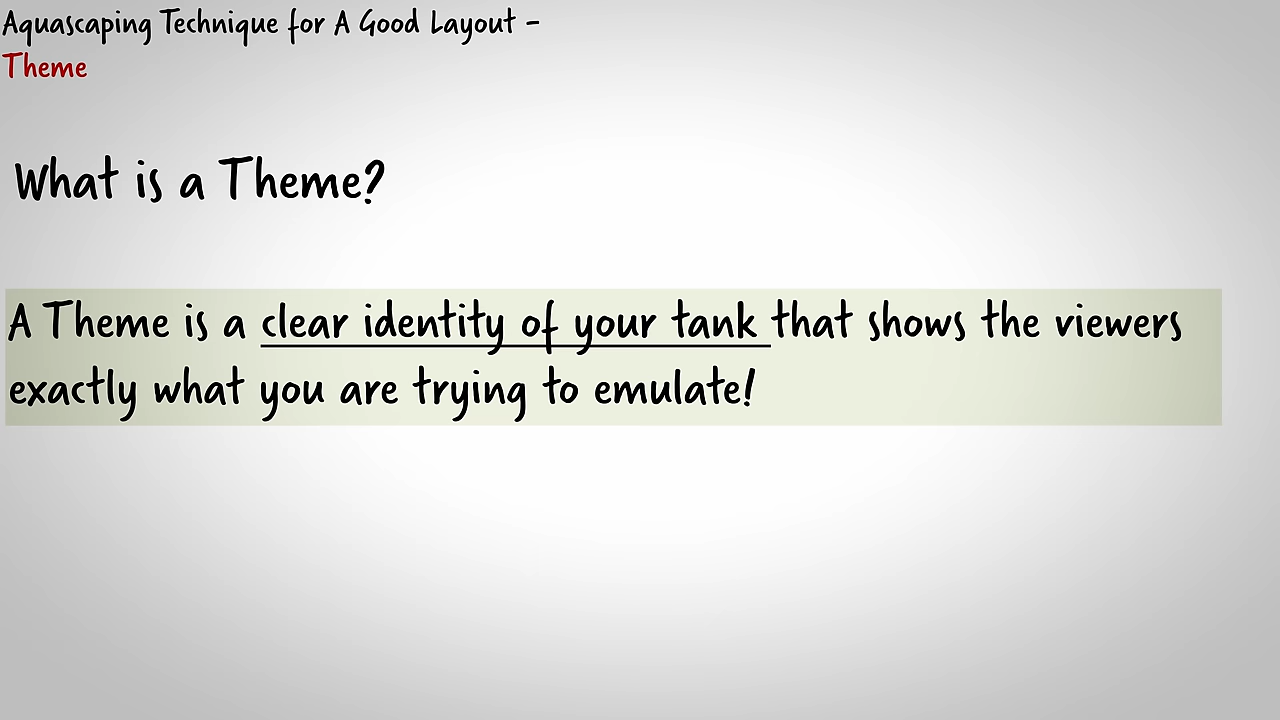 Aquascaping Technique for A Good Layout -
Theme
What is a Theme?
A Theme is a clear identity of your tank that shows the viewers
exactly what you are trying to emulate!